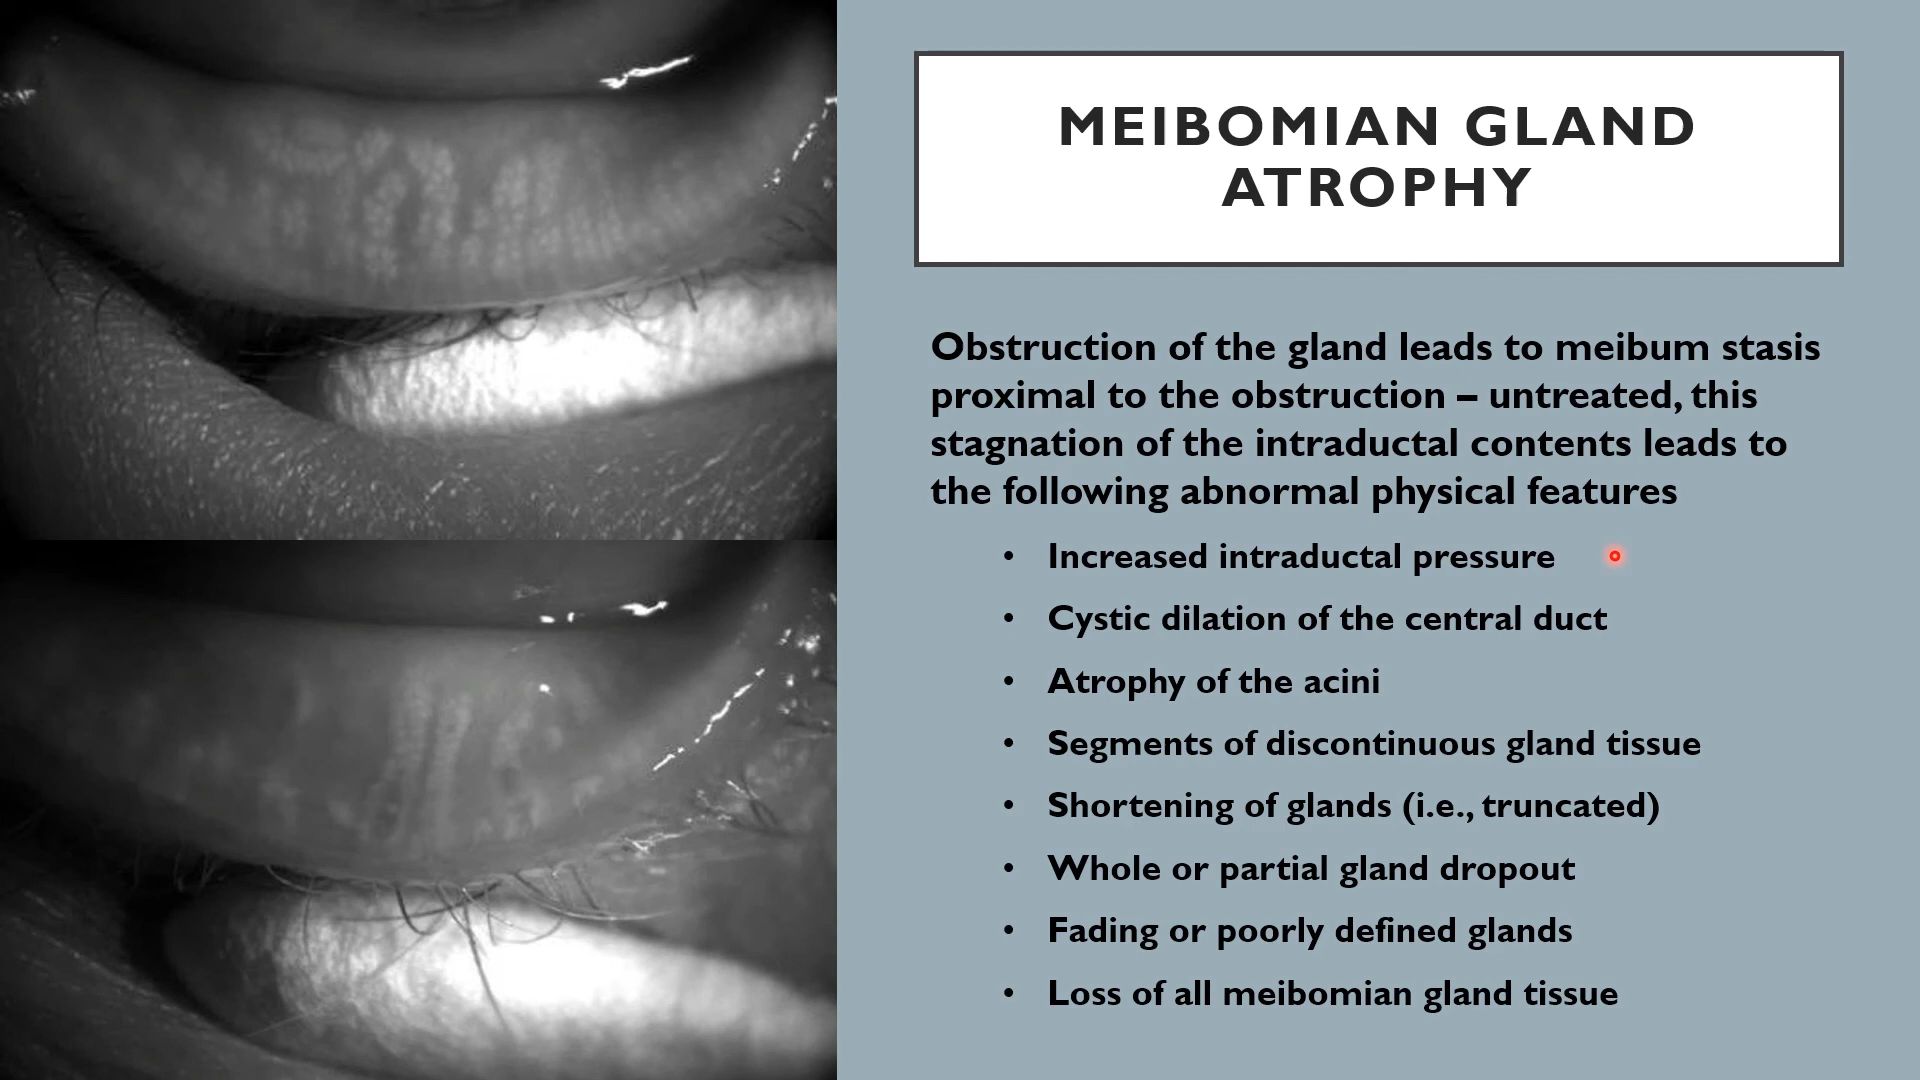 MEIBOMIAN GLAND
ATROPHY
Obstruction of the gland leads to meibum stasis
proximal to the obstruction – untreated, this
stagnation of the intraductal contents leads to
the following abnormal physical features
• Increased intraductal pressure
• Cystic dilation of the central duct
• Atrophy of the acini
• Segments of discontinuous gland tissue
• Shortening of glands (i.e., truncated)
• Whole or partial gland dropout
• Fading or poorly defined glands
• Loss of all meibomian gland tissue